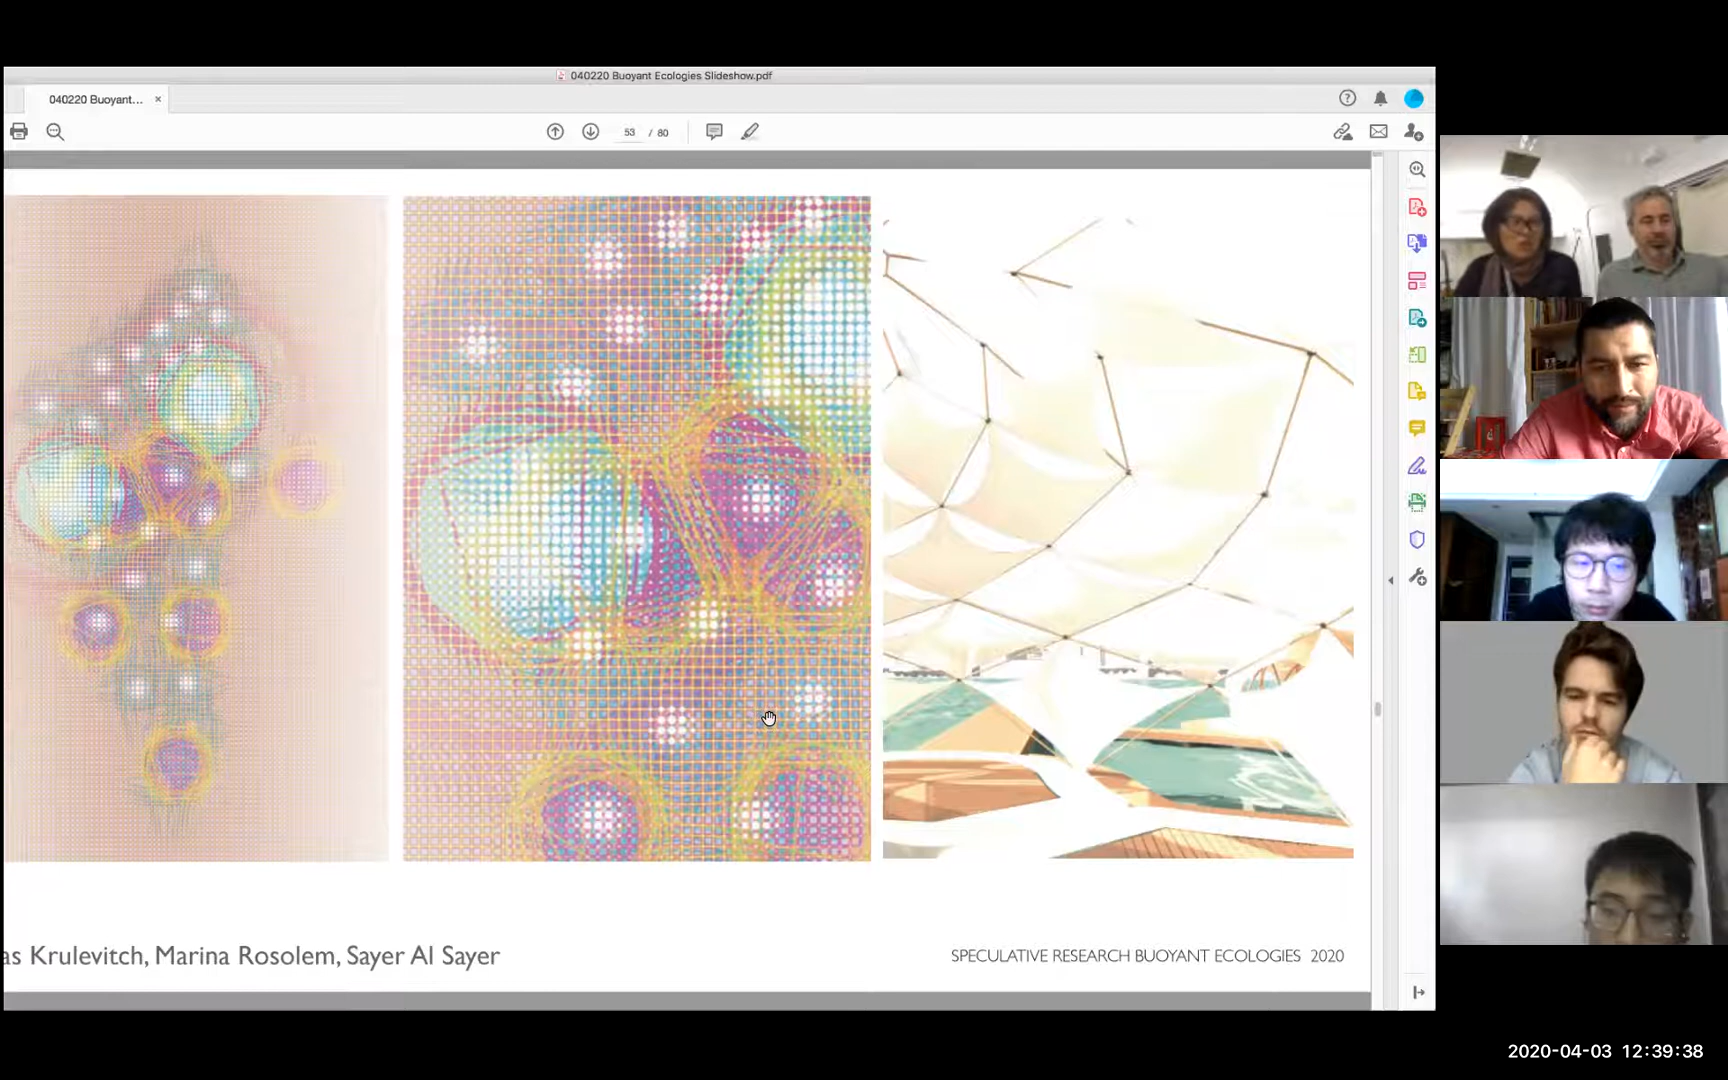 040220 Buoyant Ecologies Slideshow.pdf
040220 Buoyant...
53 / 80
as Krulevitch, Marina Rosolem, Sayer Al Sayer
SPECULATIVE RESEARCH BUOYANT ECOLOGIES 2020
2020-04-03 12:39:38